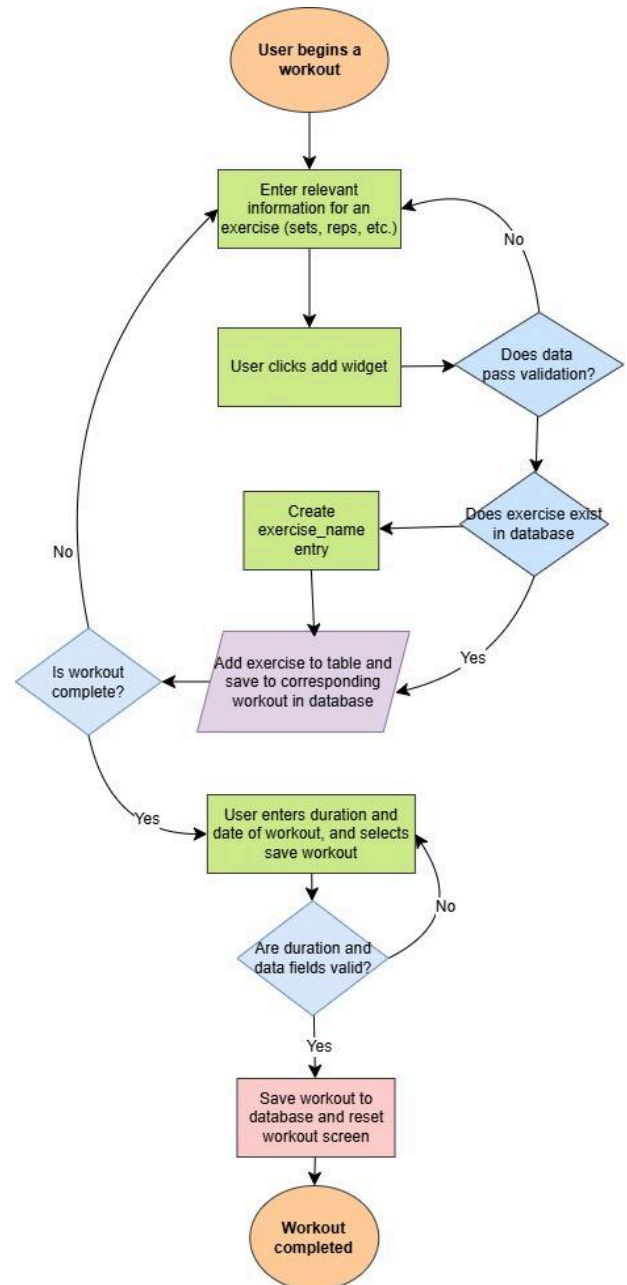 User begins a
workout
Enter relevant
information for an
exercise (sets, reps, etc.)
No
User clicks add widget
Does data
pass validation?
Create
exercise_name
entry
Does exercise exist
in database
No
Is workout
complete?
Add exercise to table and
save to corresponding
workout in database
Yes
Yes
User enters duration and
date of workout, and selects
save workout
No
Are duration and
data fields valid?
Yes
Save workout to
database and reset
workout screen
Workout
completed